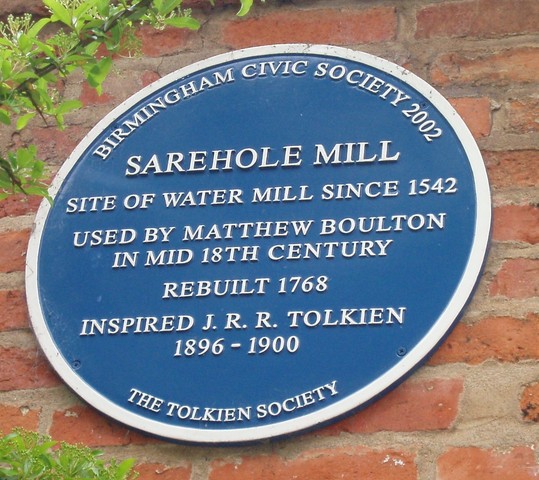 BIRMINGHAM CIVIC SOCIETY 2002
SAREHOLE MILL
SITE OF WATER MILL SINCE 1542
USED BY MATTHEW BOULTON
IN MID 18TH CENTURY
REBUILT 1768
INSPIRED J. R. R. TOLKIEN
1896 - 1900
THE TOLKIEN SOCIETY